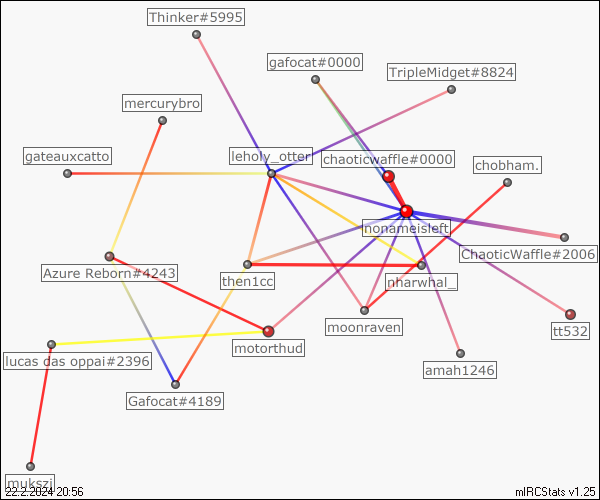 Thinker#5995
gafocat#0000
TripleMidget#8824
mercurybro
gateauxcatto
leholy_otter
chaoticwaffle#0000
chobham.
nonameisleft
ChaoticWaffle#2006
Azure Reborn#4243
then1cc
nharwhal_
moonraven
tt532
motorthud
lucas das oppai#2396
amah1246
Gafocat#4189
mukszi
22.2.2024 20:56
mIRCStats v1.25